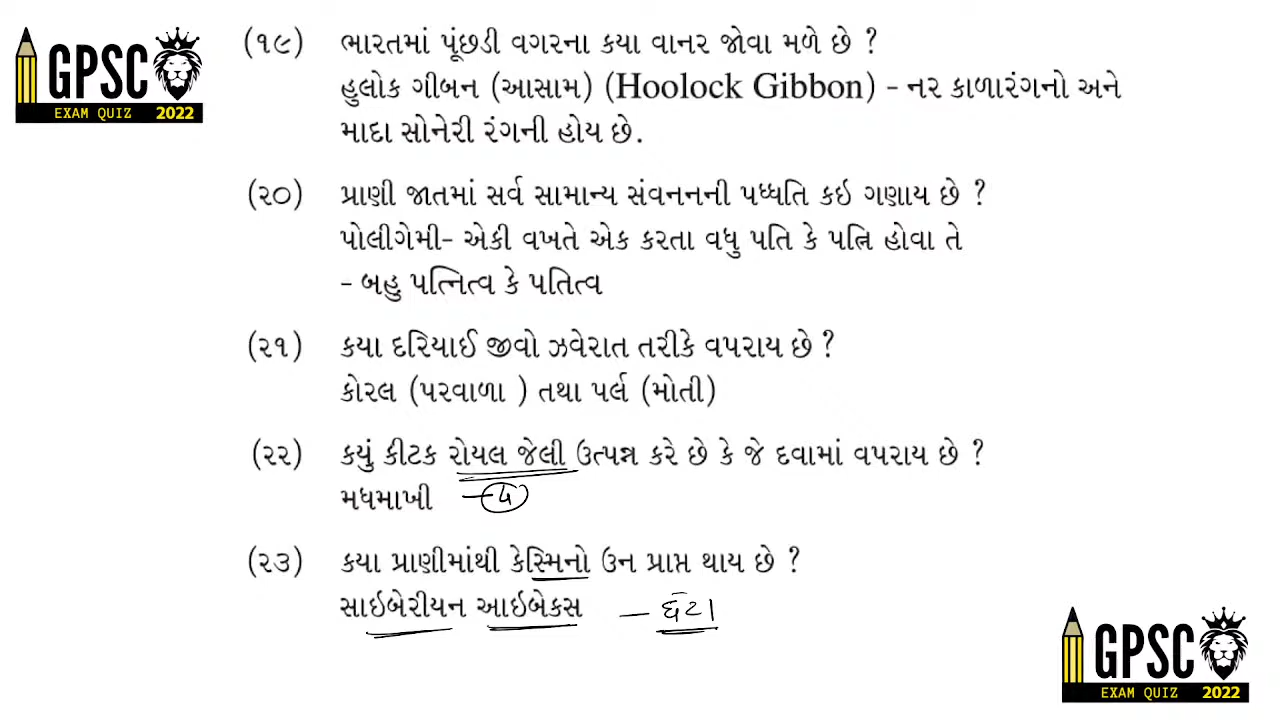 GPSC
EXAM QUIZ 2022
(૧૯) ભારતમાં પૂંછડી વગરના કયા વાનર જોવા મળે છે ?
હુલોક ગીબન (આસામ) (Hoolock Gibbon) - નર કાળારંગનો અને
માદા સોનેરી રંગની હોય છે.
(૨૦) પ્રાણી જાતમાં સર્વ સામાન્ય સંવનનની પધ્ધતિ કઇ ગણાય છે ?
પોલીગેમી- એકી વખતે એક કરતા વધુ પતિ કે પત્નિ હોવા તે
- બહુ પત્નિત્વ કે પતિત્વ
(૨૧) કયા દરિયાઈ જીવો ઝવેરાત તરીકે વપરાય છે ?
કોરલ (પરવાળા ) તથા પર્લ (મોતી)
(૨૨) કયું કીટક રોયલ જેલી ઉત્પન્ન કરે છે કે જે દવામાં વપરાય છે ?
મધમાખી
(૨૩) કયા પ્રાણીમાંથી કેસ્મિનો ઉન પ્રાપ્ત થાય છે ?
સાઇબેરીયન આઇબેકસ
GPSC
EXAM QUIZ 2022